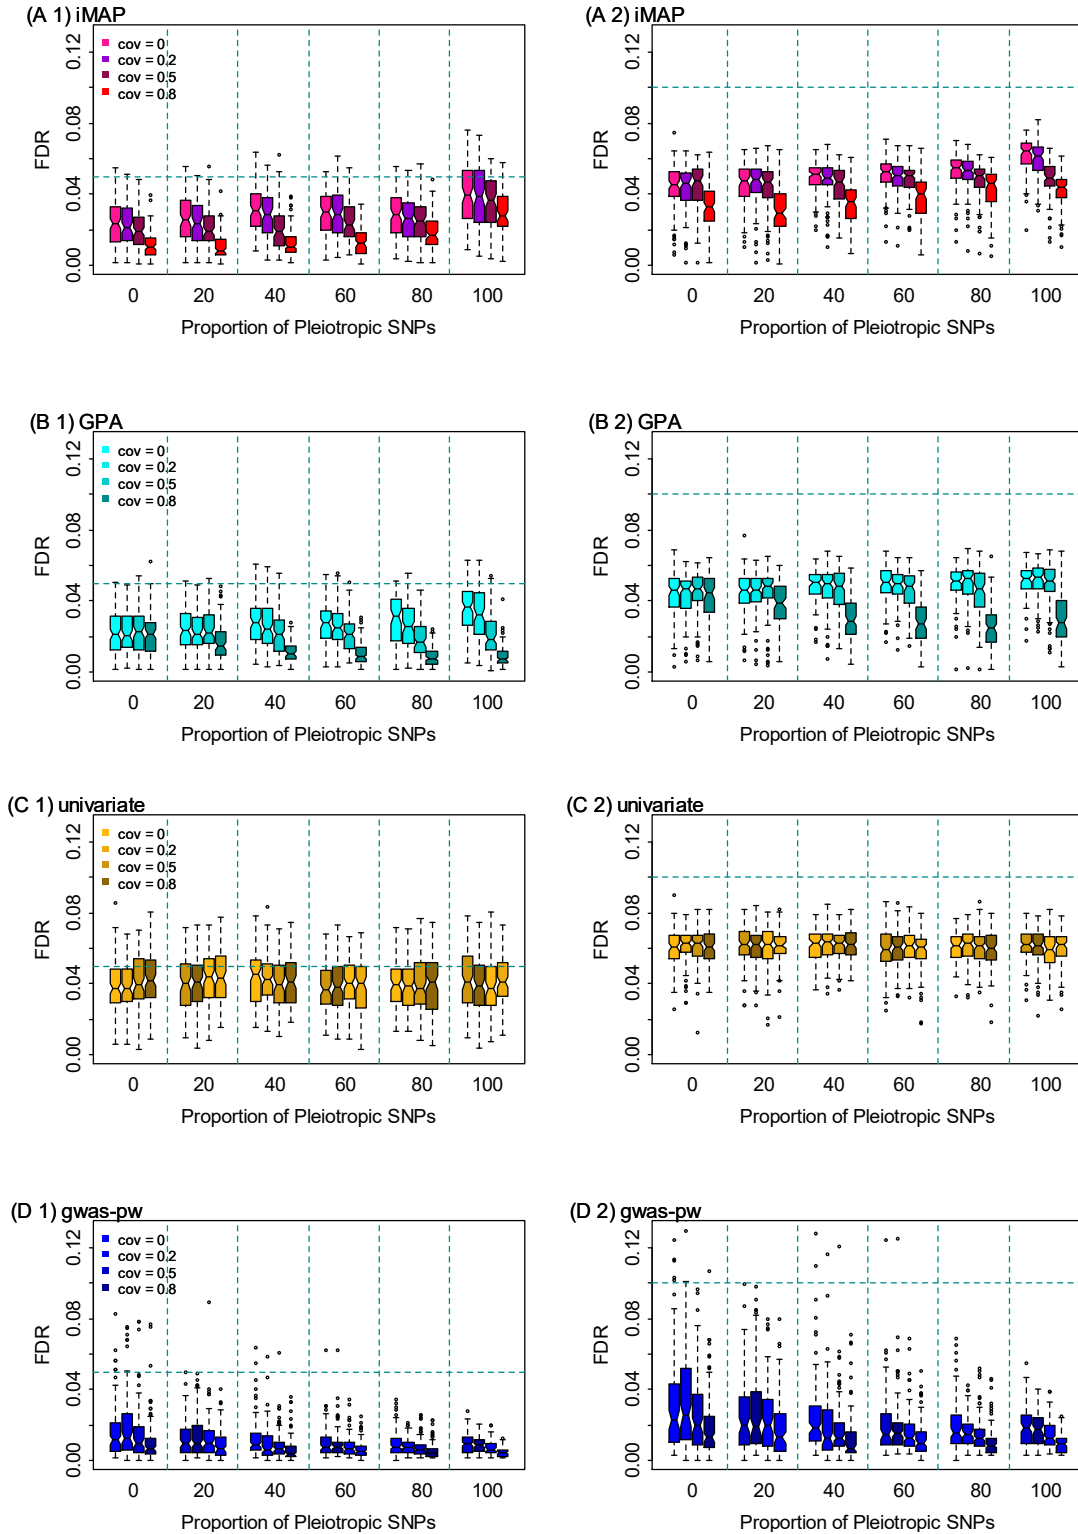 (A 1) iMAP
FDR
0.00 0.04 0.08 0.12
cov = 0
cov = 0.2
cov = 0.5
cov = 0.8
0 20 40 60 80 100
Proportion of Pleiotropic SNPs
(A 2) iMAP
FDR
0.00 0.04 0.08 0.12
0 20 40 60 80 100
Proportion of Pleiotropic SNPs
(B 1) GPA
FDR
0.00 0.04 0.08 0.12
cov = 0
cov = 0.2
cov = 0.5
cov = 0.8
0 20 40 60 80 100
Proportion of Pleiotropic SNPs
(B 2) GPA
FDR
0.00 0.04 0.08 0.12
0 20 40 60 80 100
Proportion of Pleiotropic SNPs
(C 1) univariate
FDR
0.00 0.04 0.08 0.12
cov = 0
cov = 0.2
cov = 0.5
cov = 0.8
0 20 40 60 80 100
Proportion of Pleiotropic SNPs
(C 2) univariate
FDR
0.00 0.04 0.08 0.12
0 20 40 60 80 100
Proportion of Pleiotropic SNPs
(D 1) gwas-pw
FDR
0.00 0.04 0.08 0.12
cov = 0
cov = 0.2
cov = 0.5
cov = 0.8
0 20 40 60 80 100
Proportion of Pleiotropic SNPs
(D 2) gwas-pw
FDR
0.00 0.04 0.08 0.12
0 20 40 60 80 100
Proportion of Pleiotropic SNPs